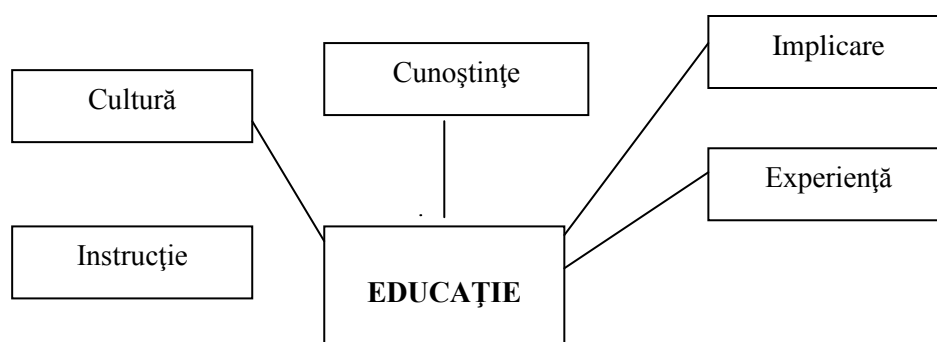 Implicare
Cunoştinţe
Cultură
Experienţă
Instrucţie
EDUCAŢIE